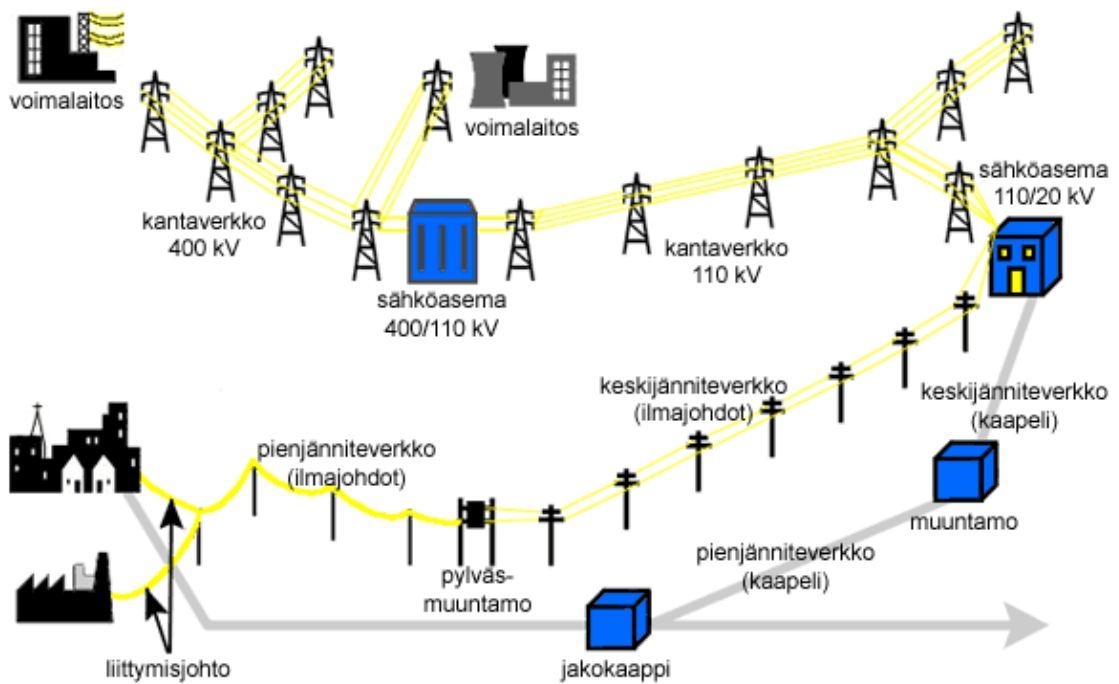 voimalaitos
voimalaitos
kantaverkko
400 kV
sähköasema
400/110 kV
kantaverkko
110 kV
sähköasema
110/20 kV
keskijänniteverkko
(ilmajohdot)
keskijänniteverkko
(kaapeli)
pienjänniteverkko
(ilmajohdot)
muuntamo
pienjänniteverkko
(kaapeli)
pylväs-
muuntamo
liittymisjohto
jakokaappi